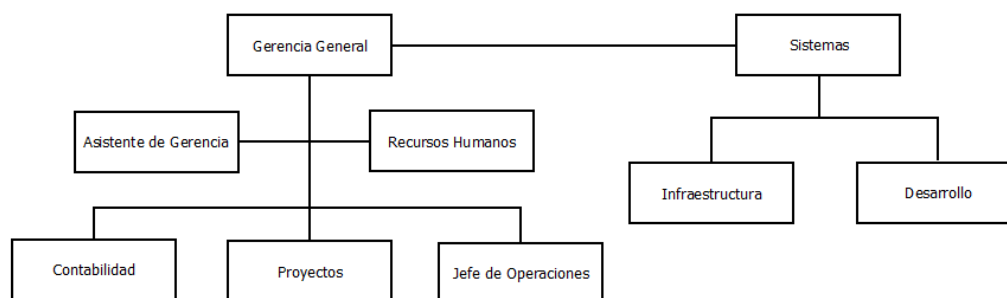 Gerencia General
Sistemas
Asistente de Gerencia
Recursos Humanos
Infraestructura
Desarrollo
Contabilidad
Proyectos
Jefe de Operaciones